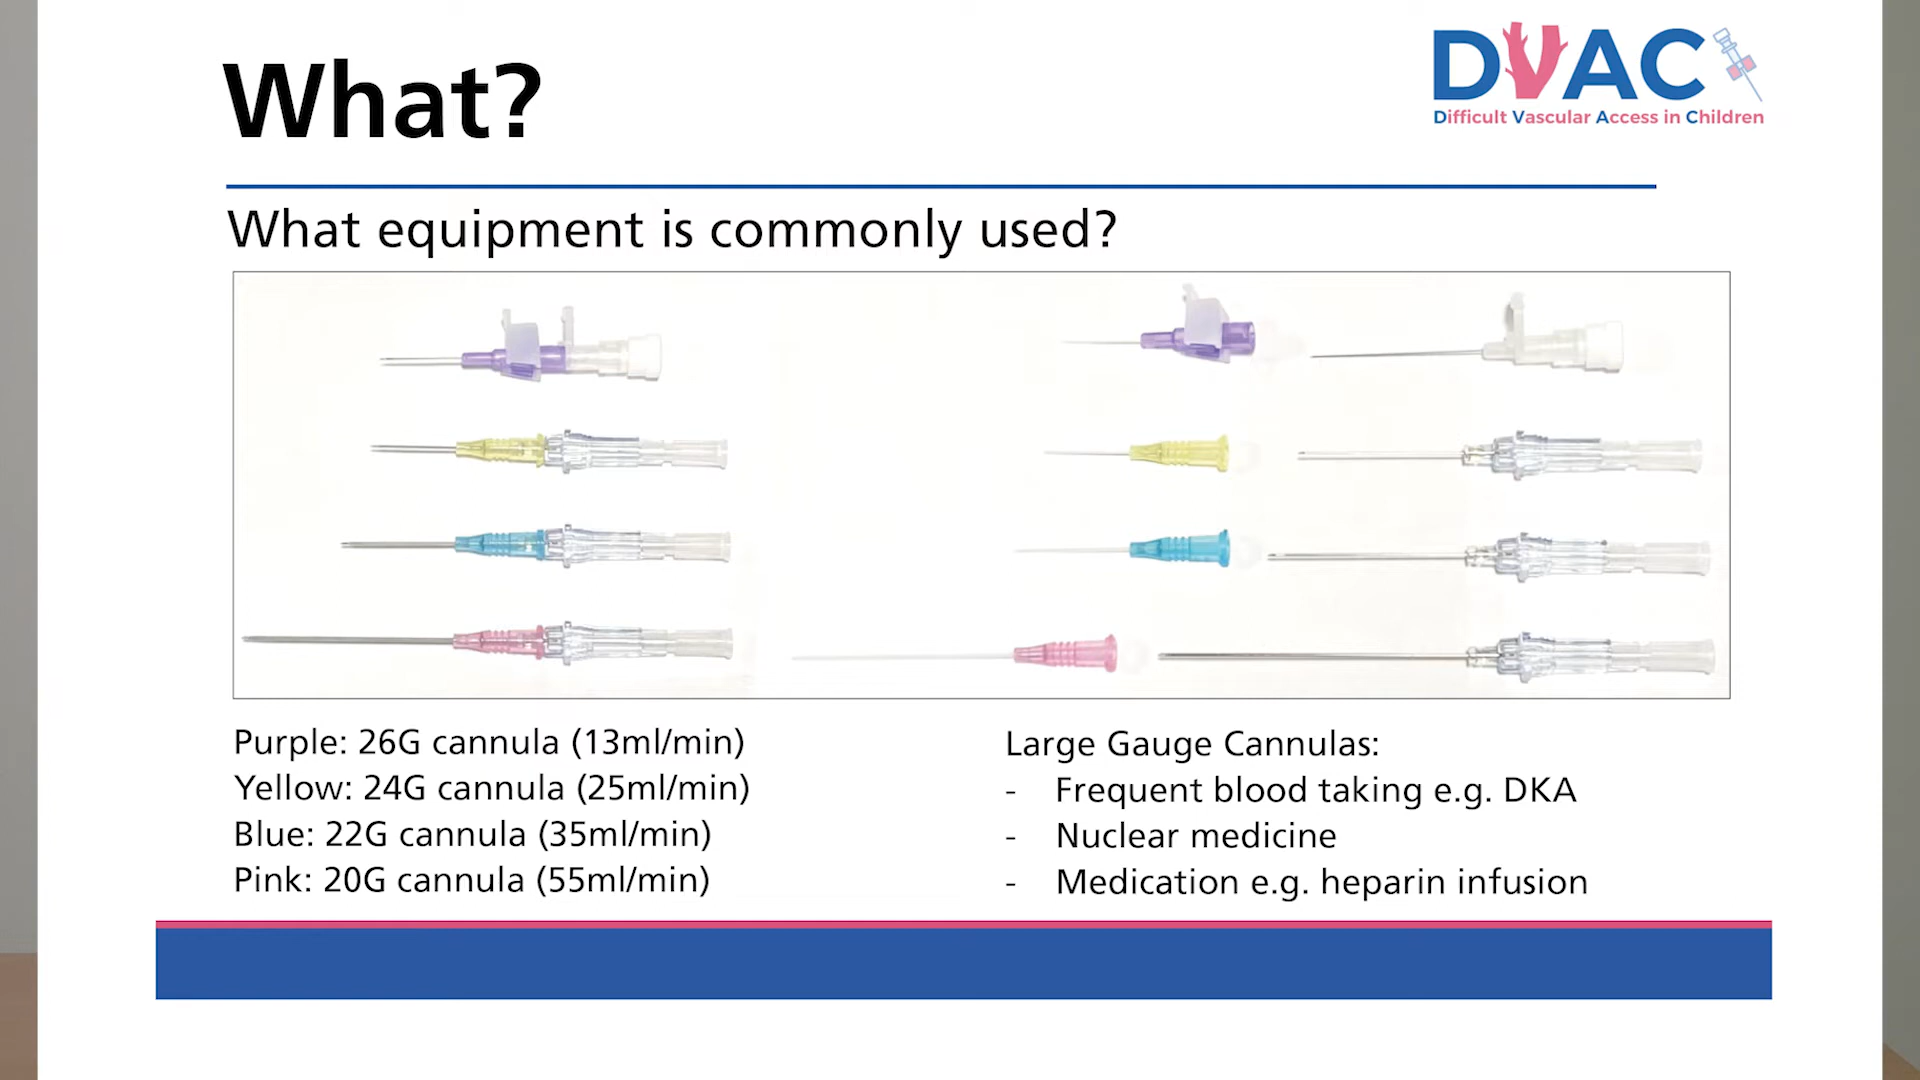 What?
DVAC
Difficult Vascular Access in Children
What equipment is commonly used?
Purple: 26G cannula (13ml/min)
Yellow: 24G cannula (25ml/min)
Blue: 22G cannula (35ml/min)
Pink: 20G cannula (55ml/min)
Large Gauge Cannulas:
- Frequent blood taking e.g. DKA
- Nuclear medicine
- Medication e.g. heparin infusion